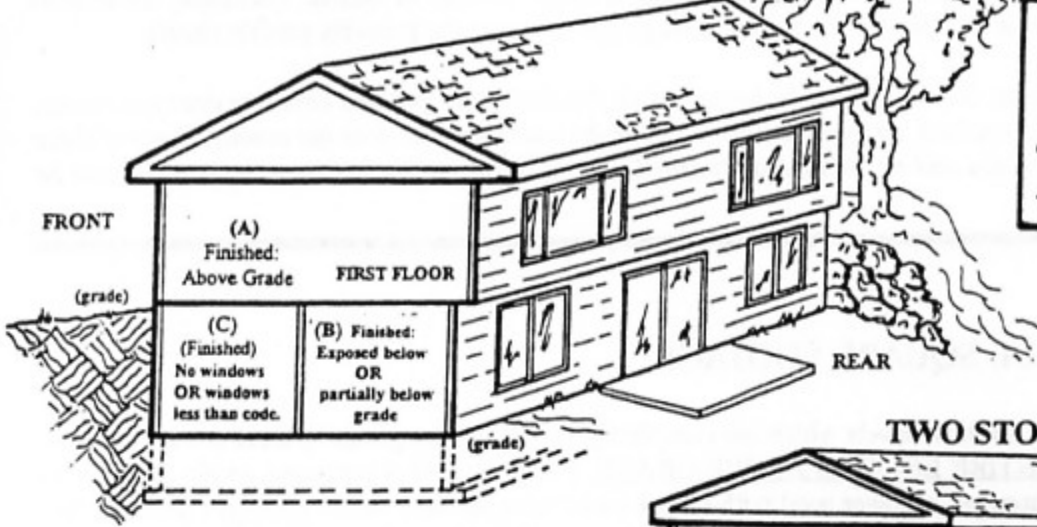 FRONT
(A)
Finished:
Above Grade
FIRST FLOOR
(grade)
(C)
(Finished)
No windows
OR windows
less than code.
(B) Finished:
Exposed below
OR
partially below
grade
(grade)
REAR
TWO STO